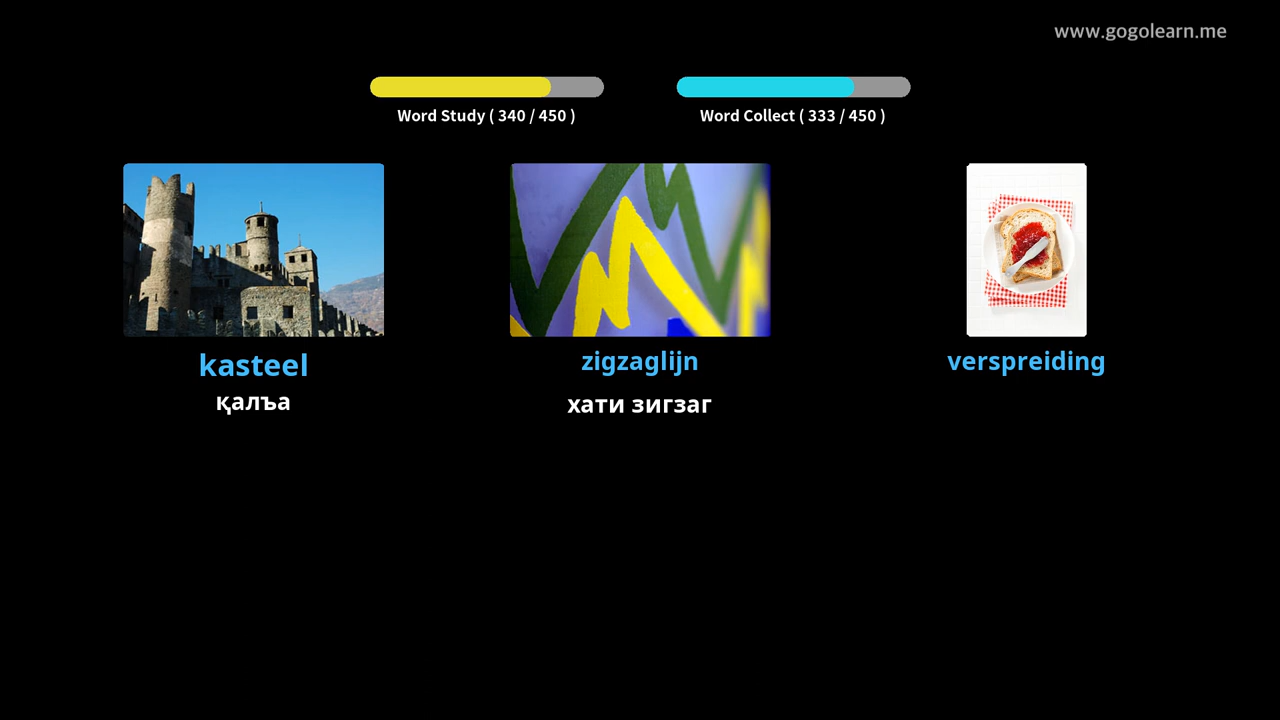 www.gogolearn.me
Word Study ( 340 / 450 )
Word Collect ( 333 / 450 )
kasteel
қалъа
zigzaglijn
хати зигзаг
verspreiding